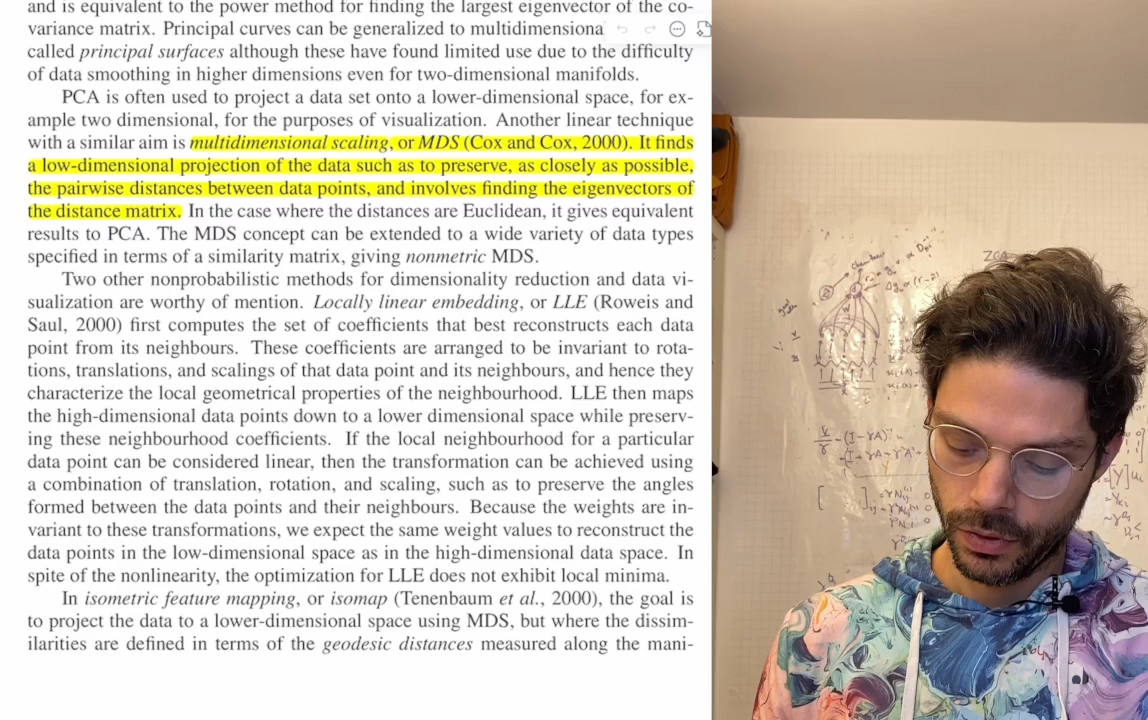 and is equivalent to the power method for finding the largest eigenvector of the co-
variance matrix. Principal curves can be generalized to multidimensiona
called principal surfaces although these have found limited use due to the difficulty
of data smoothing in higher dimensions even for two-dimensional manifolds.
PCA is often used to project a data set onto a lower-dimensional space, for ex-
ample two dimensional, for the purposes of visualization. Another linear technique
with a similar aim is multidimensional scaling, or MDS (Cox and Cox, 2000). It finds
a low-dimensional projection of the data such as to preserve, as closely as possible,
the pairwise distances between data points, and involves finding the eigenvectors of
the distance matrix. In the case where the distances are Euclidean, it gives equivalent
results to PCA. The MDS concept can be extended to a wide variety of data types
specified in terms of a similarity matrix, giving nonmetric MDS.
Two other nonprobabilistic methods for dimensionality reduction and data vi-
sualization are worthy of mention. Locally linear embedding, or LLE (Roweis and
Saul, 2000) first computes the set of coefficients that best reconstructs each data
point from its neighbours. These coefficients are arranged to be invariant to rota-
tions, translations, and scalings of that data point and its neighbours, and hence they
characterize the local geometrical properties of the neighbourhood. LLE then maps
the high-dimensional data points down to a lower dimensional space while preserv-
ing these neighbourhood coefficients. If the local neighbourhood for a particular
data point can be considered linear, then the transformation can be achieved using
a combination of translation, rotation, and scaling, such as to preserve the angles
formed between the data points and their neighbours. Because the weights are in-
variant to these transformations, we expect the same weight values to reconstruct the
data points in the low-dimensional space as in the high-dimensional data space. In
spite of the nonlinearity, the optimization for LLE does not exhibit local minima.
In isometric feature mapping, or isomap (Tenenbaum et al., 2000), the goal is
to project the data to a lower-dimensional space using MDS, but where the dissim-
ilarities are defined in terms of the geodesic distances measured along the mani-